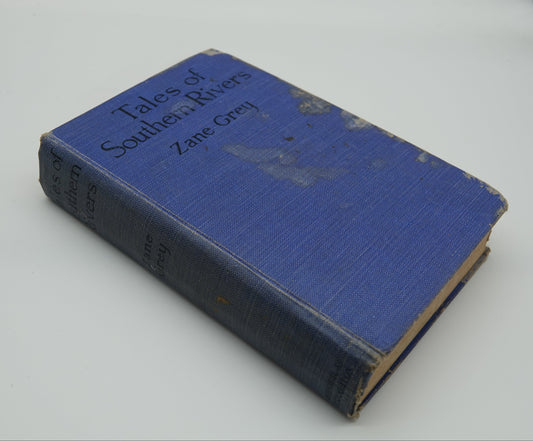 Tales of
Southern Rivers
Zane Grey
Tales of
Southern
Rivers
Zane
Grey